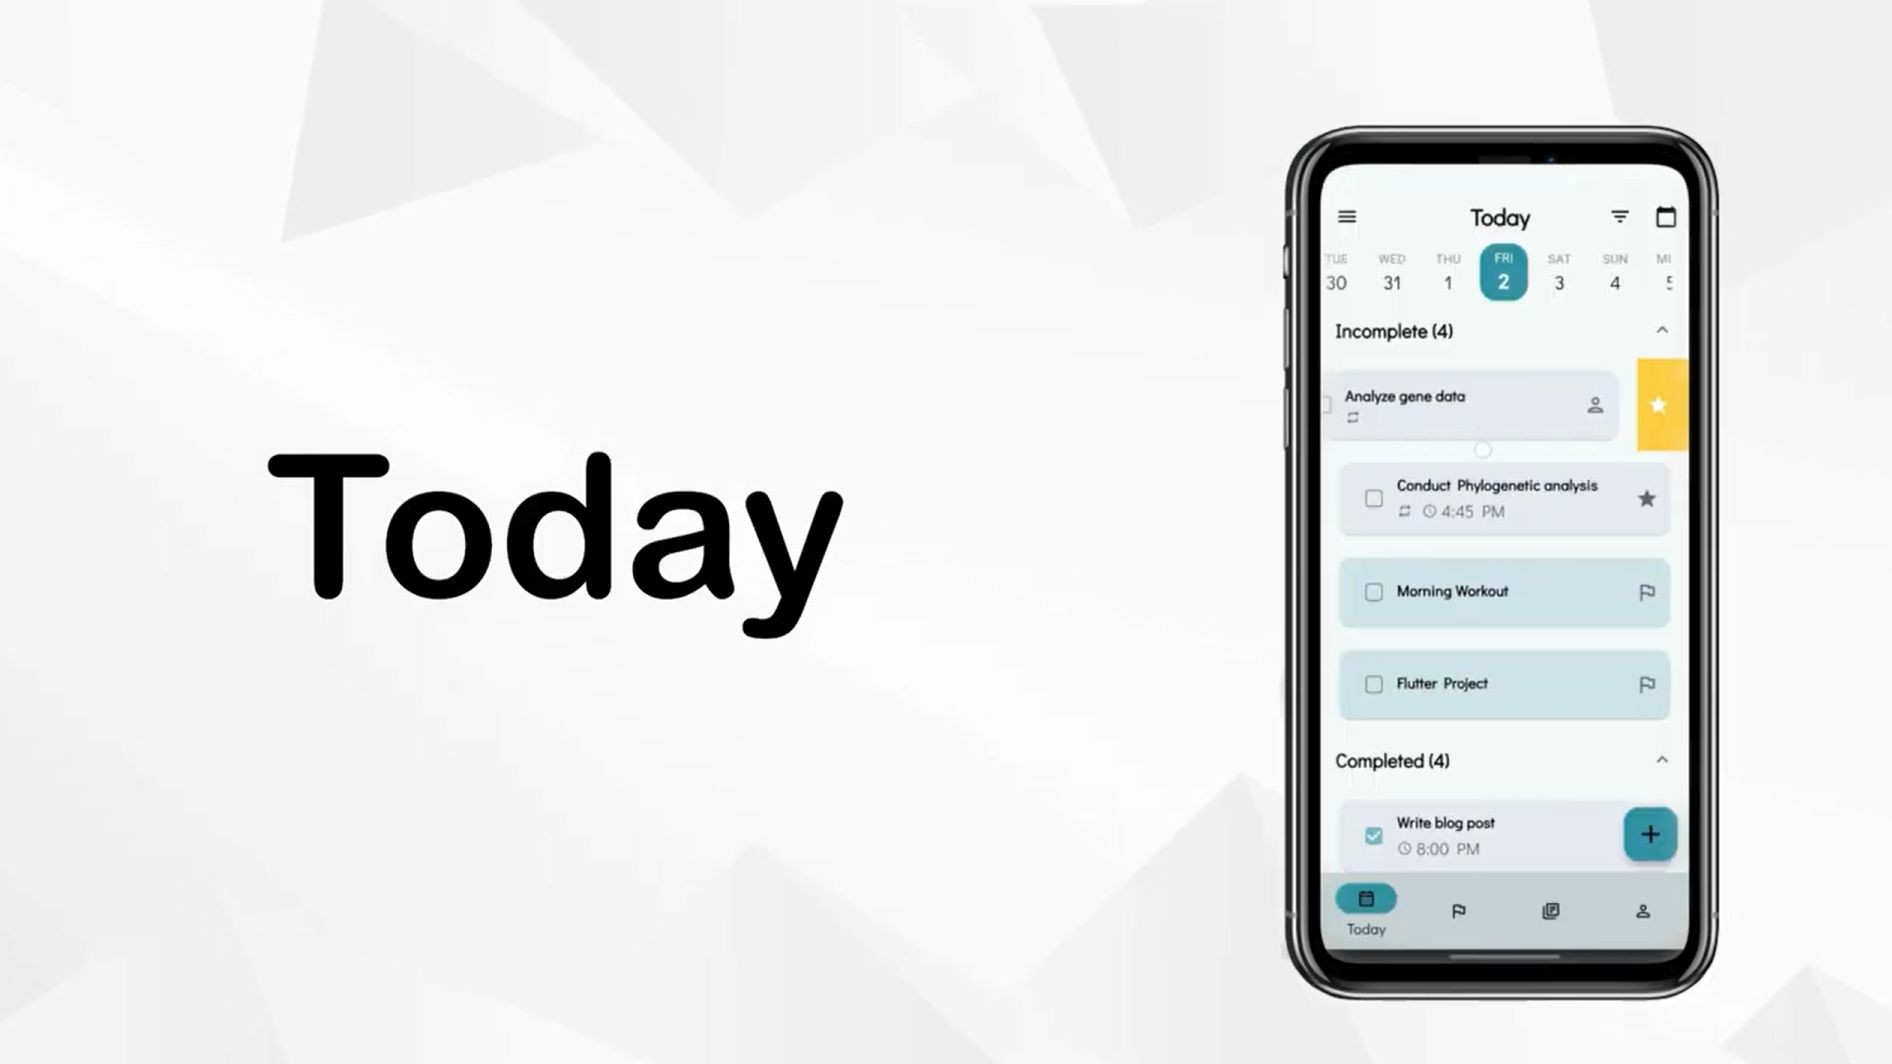 Today
Today
TUE WED THU FRI SAT SUN
30 31 1 2 3 4 5
Incomplete (4)
Analyze gene data
Conduct Phylogenetic analysis
4:45 PM
Morning Workout
Flutter Project
Completed (4)
Write blog post
8:00 PM
Today